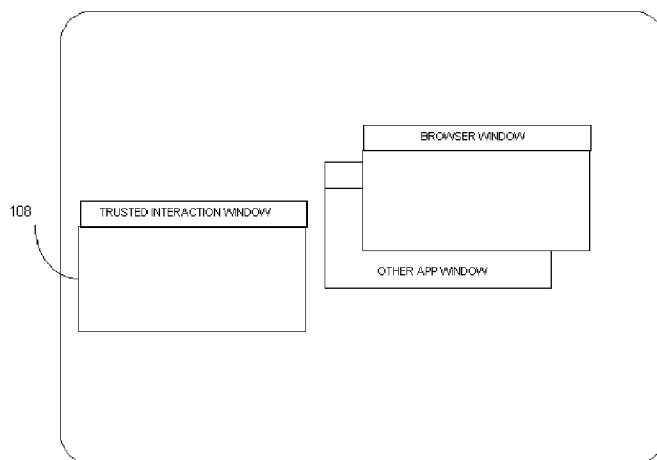 BROWSER WINDOW
108
TRUSTED INTERACTION WINDOW
OTHER APP WINDOW